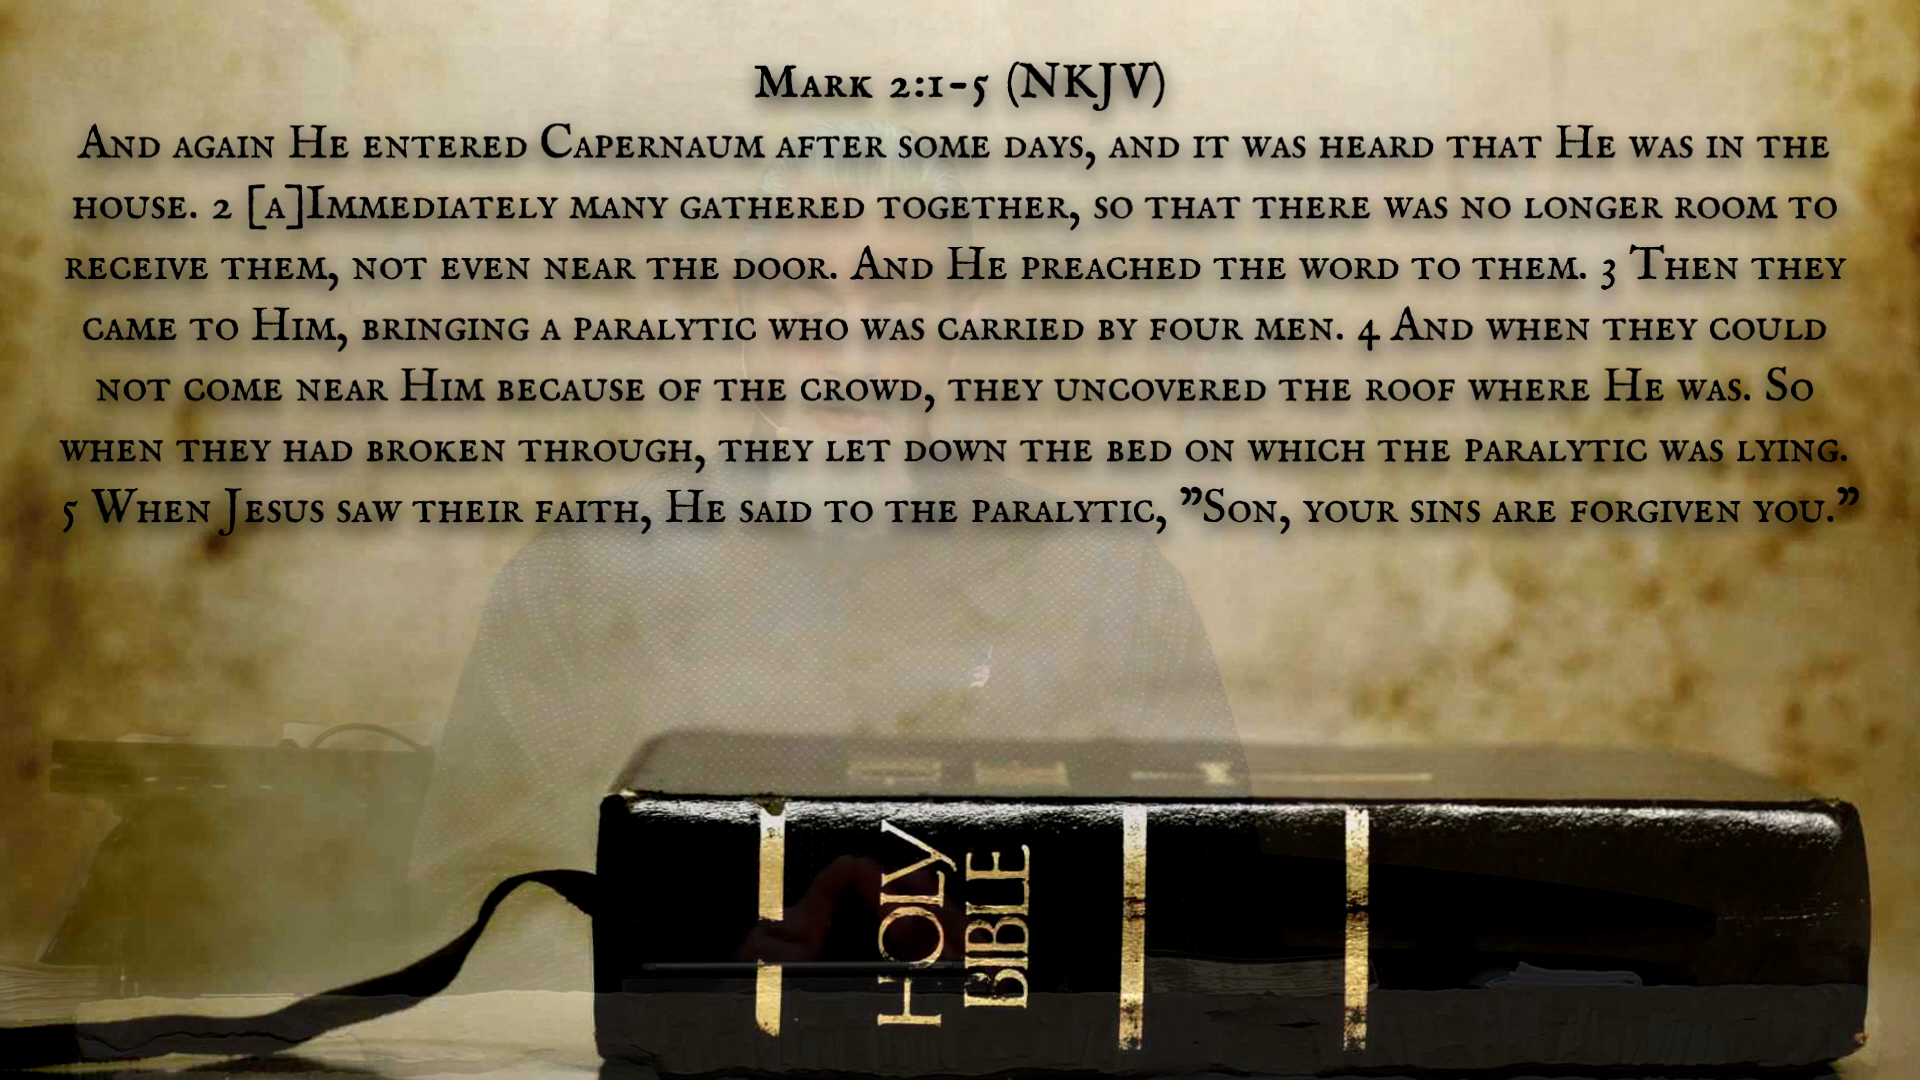 Mark 2:1-5 (NKJV)
And again He entered Capernaum after some days, and it was heard that He was in the
house. 2 [a]Immediately many gathered together, so that there was no longer room to
receive them, not even near the door. And He preached the word to them. 3 Then they
came to Him, bringing a paralytic who was carried by four men. 4 And when they could
not come near Him because of the crowd, they uncovered the roof where He was. So
when they had broken through, they let down the bed on which the paralytic was lying.
5 When Jesus saw their faith, He said to the paralytic, ”Son, your sins are forgiven you.”
HOLY
BIBLE